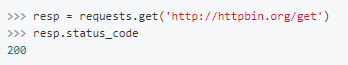 >>> resp = requests.get('http://httpbin.org/get')
>>> resp.status_code
200